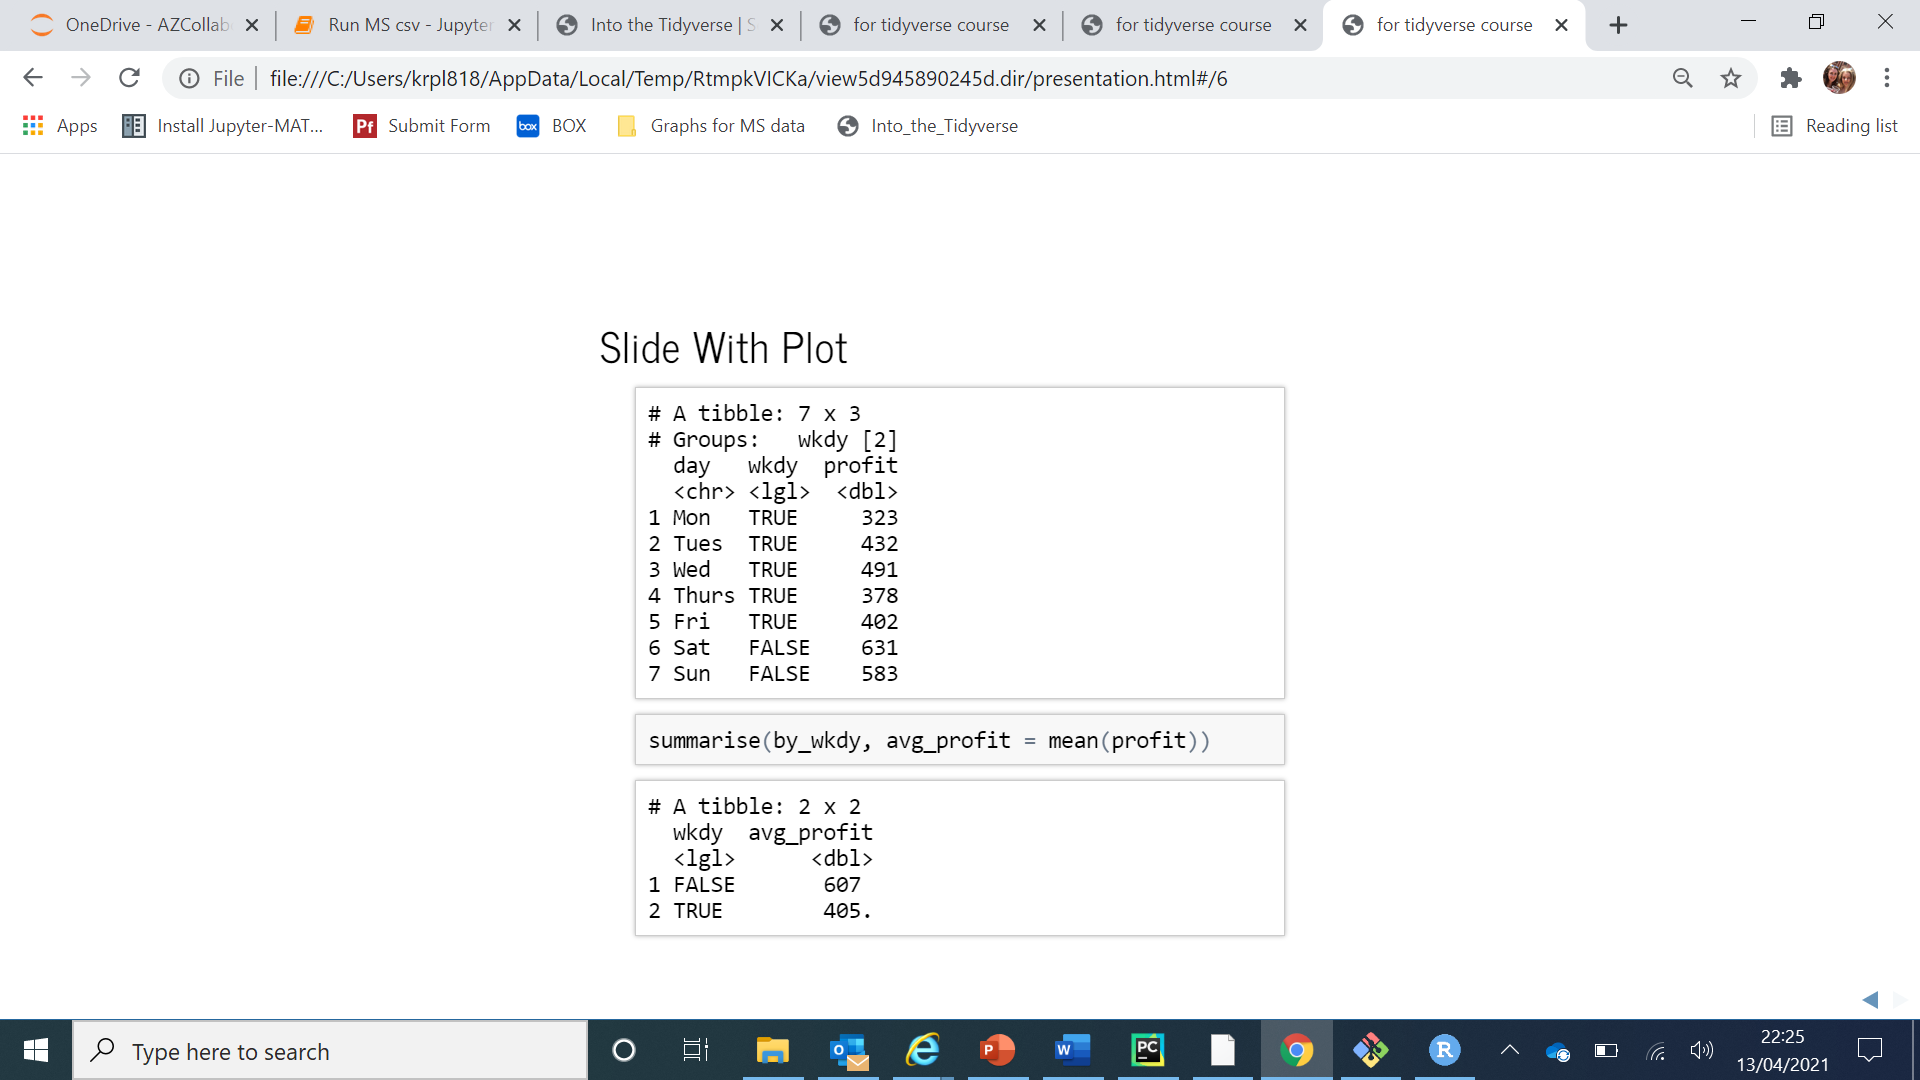 OneDrive - AZCollab
Run MS csv - Jupyter
Into the Tidyverse | S
for tidyverse course
for tidyverse course
for tidyverse course
File
file:///C:/Users/krpl818/AppData/Local/Temp/RtmpkVICKa/view5d945890245d.dir/presentation.html#/6
Apps
Install Jupyter-MAT...
Pf
Submit Form
box
BOX
Graphs for MS data
Into_the_Tidyverse
Reading list
Slide With Plot
# A tibble: 7 x 3
# Groups:   wkdy [2]
  day   wkdy  profit
  <chr> <lgl>  <dbl>
1 Mon   TRUE     323
2 Tues  TRUE     432
3 Wed   TRUE     491
4 Thurs TRUE     378
5 Fri   TRUE     402
6 Sat   FALSE    631
7 Sun   FALSE    583
summarise(by_wkdy, avg_profit = mean(profit))
# A tibble: 2 x 2
  wkdy  avg_profit
  <lgl>      <dbl>
1 FALSE       607
2 TRUE        405.
Type here to search
O
P
W
PC
R
22:25
13/04/2021